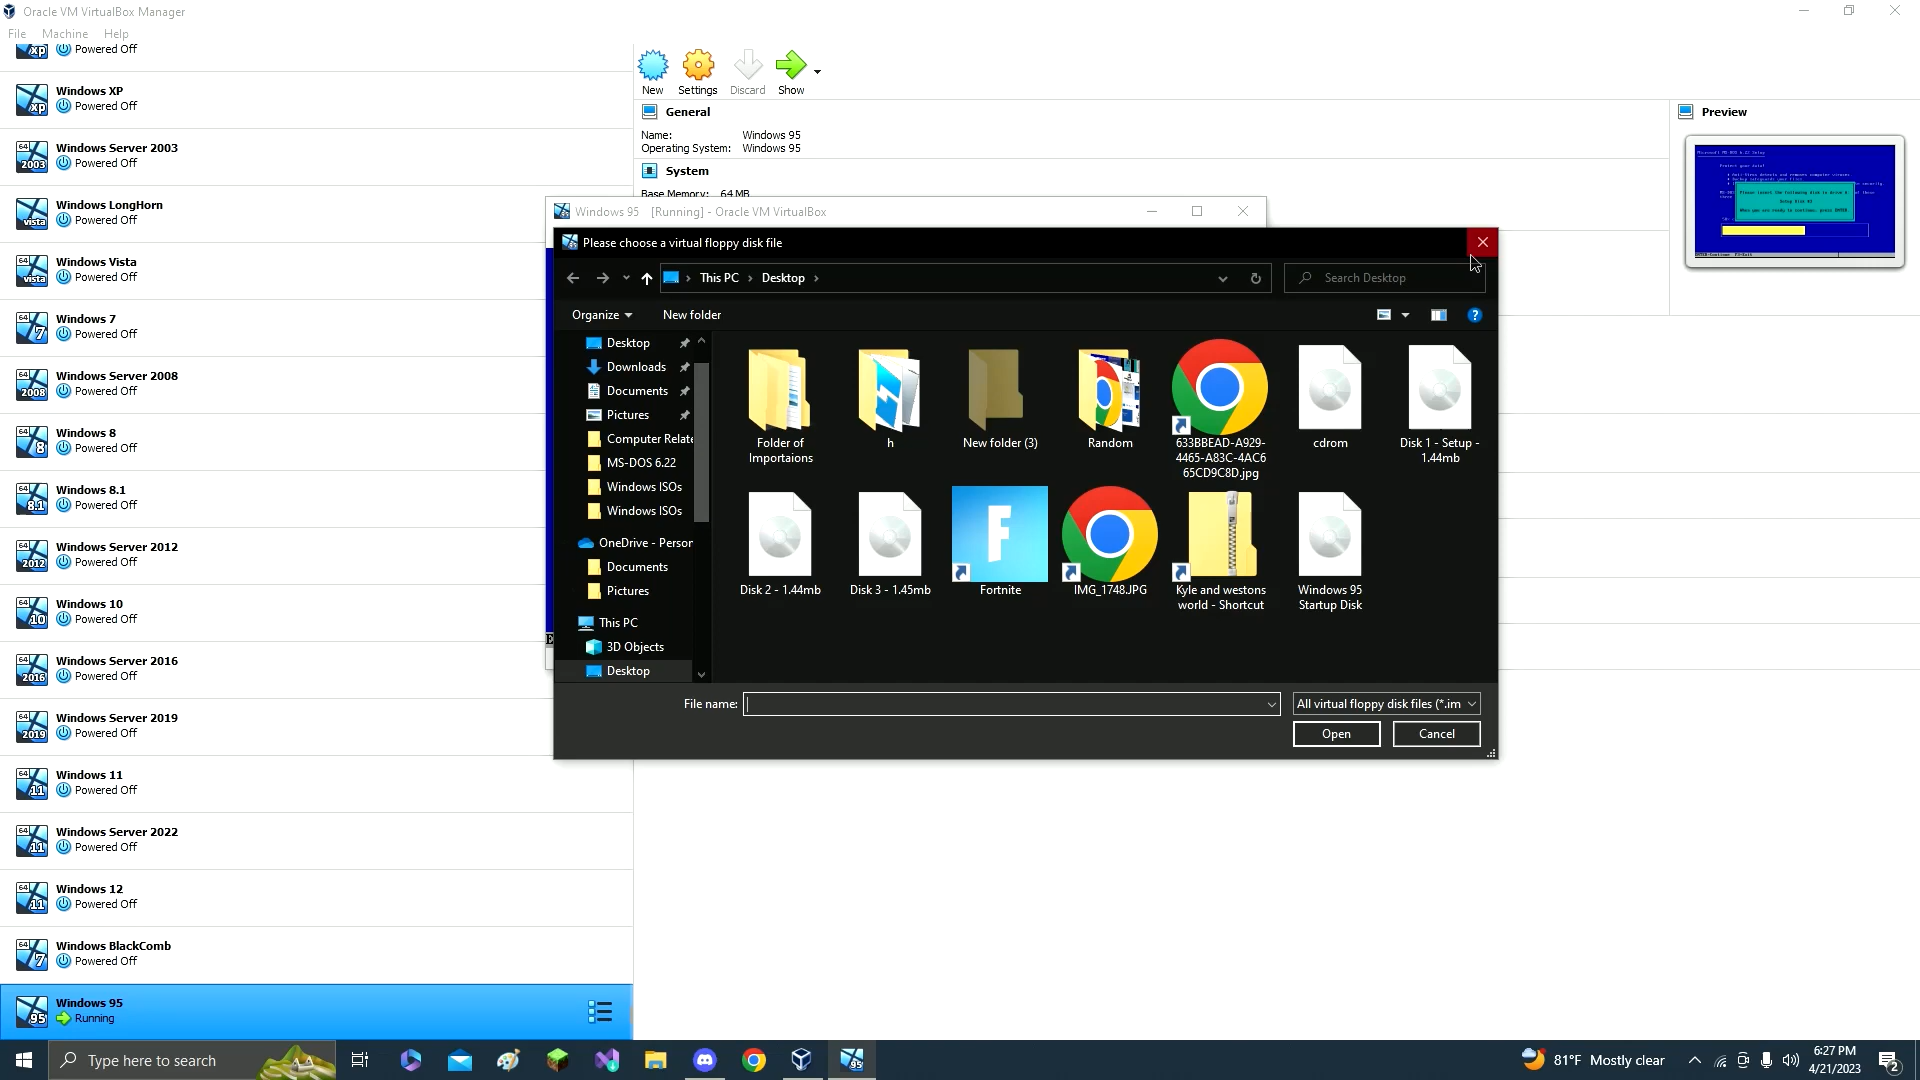 Oracle VM VirtualBox Manager
File Machine Help
Powered Off
Windows XP
Powered Off
Windows Server 2003
Powered Off
Windows LongHorn
Powered Off
Windows Vista
Powered Off
Windows 7
Powered Off
Windows Server 2008
Powered Off
Windows 8
Powered Off
Windows 8.1
Powered Off
Windows Server 2012
Powered Off
Windows 10
Powered Off
Windows Server 2016
Powered Off
Windows Server 2019
Powered Off
Windows 11
Powered Off
Windows Server 2022
Powered Off
Windows 12
Powered Off
Windows BlackComb
Powered Off
Windows 95
Running
New Settings Discard Show
General
Name: Windows 95
Operating System: Windows 95
System
Base Memory: 64 MB
Preview
Microsoft MS-DOS 6.22 Setup
Windows 95 [Running] - Oracle VM VirtualBox
Please choose a virtual floppy disk file
This PC Desktop
Search Desktop
Organize New folder
Desktop
Downloads
Documents
Pictures
Computer Relate
MS-DOS 6.22
Windows ISOs
Windows ISOs
OneDrive - Person
Documents
Pictures
This PC
3D Objects
Desktop
Folder of
Importaions
h
New folder (3)
Random
633BBEAD-A929-
4465-A83C-4AC6
65CD9C8D.jpg
cdrom
Disk 1 - Setup -
1.44mb
Disk 2 - 1.44mb
Disk 3 - 1.45mb
Fortnite
IMG_1748.JPG
Kyle and westons
world - Shortcut
Windows 95
Startup Disk
File name:
All virtual floppy disk files (*.im
Open Cancel
Type here to search
81°F Mostly clear
6:27 PM
4/21/2023
2